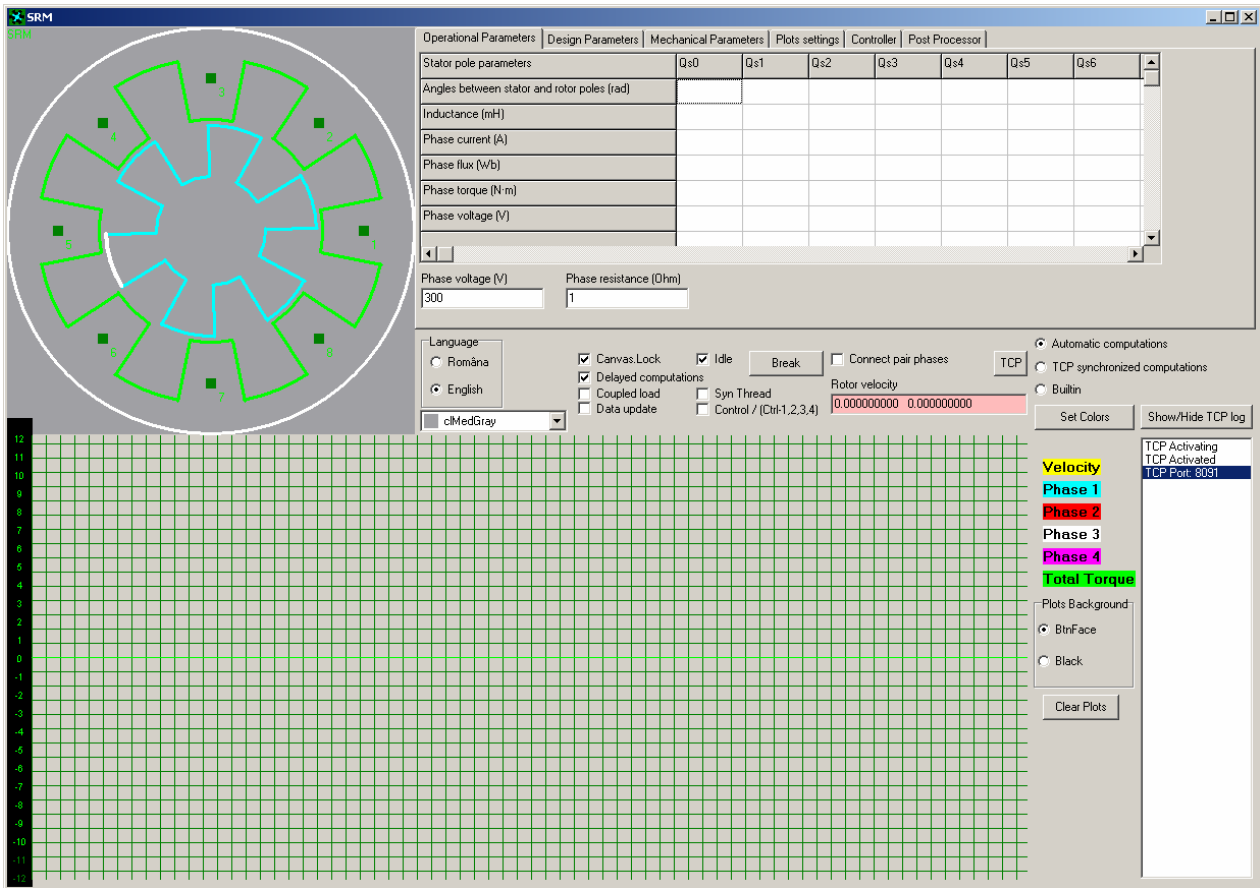 SRM
SRM
3
4
2
5
1
6
8
7
Operational Parameters Design Parameters Mechanical Parameters Plots settings Controller Post Processor
Stator pole parameters Qs0 Qs1 Qs2 Qs3 Qs4 Qs5 Qs6
Angles between stator and rotor poles (rad)
Inductance (mH)
Phase current (A)
Phase flux (Wb)
Phase torque (N·m)
Phase voltage (V)
Phase voltage (V) Phase resistance (Ohm)
300 1
Language
Româna
English
clMedGray
Canvas.Lock Idle Break Connect pair phases TCP
Delayed computations
Coupled load Syn Thread
Data update Control / (Ctrl-1,2,3,4)
Rotor velocity
0.000000000 0.000000000
Automatic computations
TCP synchronized computations
Builtin
Set Colors Show/Hide TCP log
12
11
10
9
8
7
6
5
4
3
2
1
0
-1
-2
-3
-4
-5
-6
-7
-8
-9
-10
-11
-12
Velocity
Phase 1
Phase 2
Phase 3
Phase 4
Total Torque
Plots Background
BtnFace
Black
Clear Plots
TCP Activating
TCP Activated
TCP Port: 8091